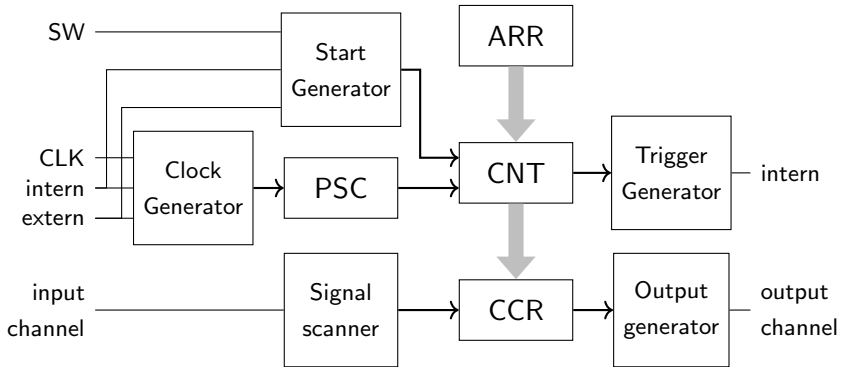 SW
Start
Generator
ARR
CLK
intern
extern
Clock
Generator
PSC
CNT
Trigger
Generator
intern
input
channel
Signal
scanner
CCR
Output
generator
output
channel